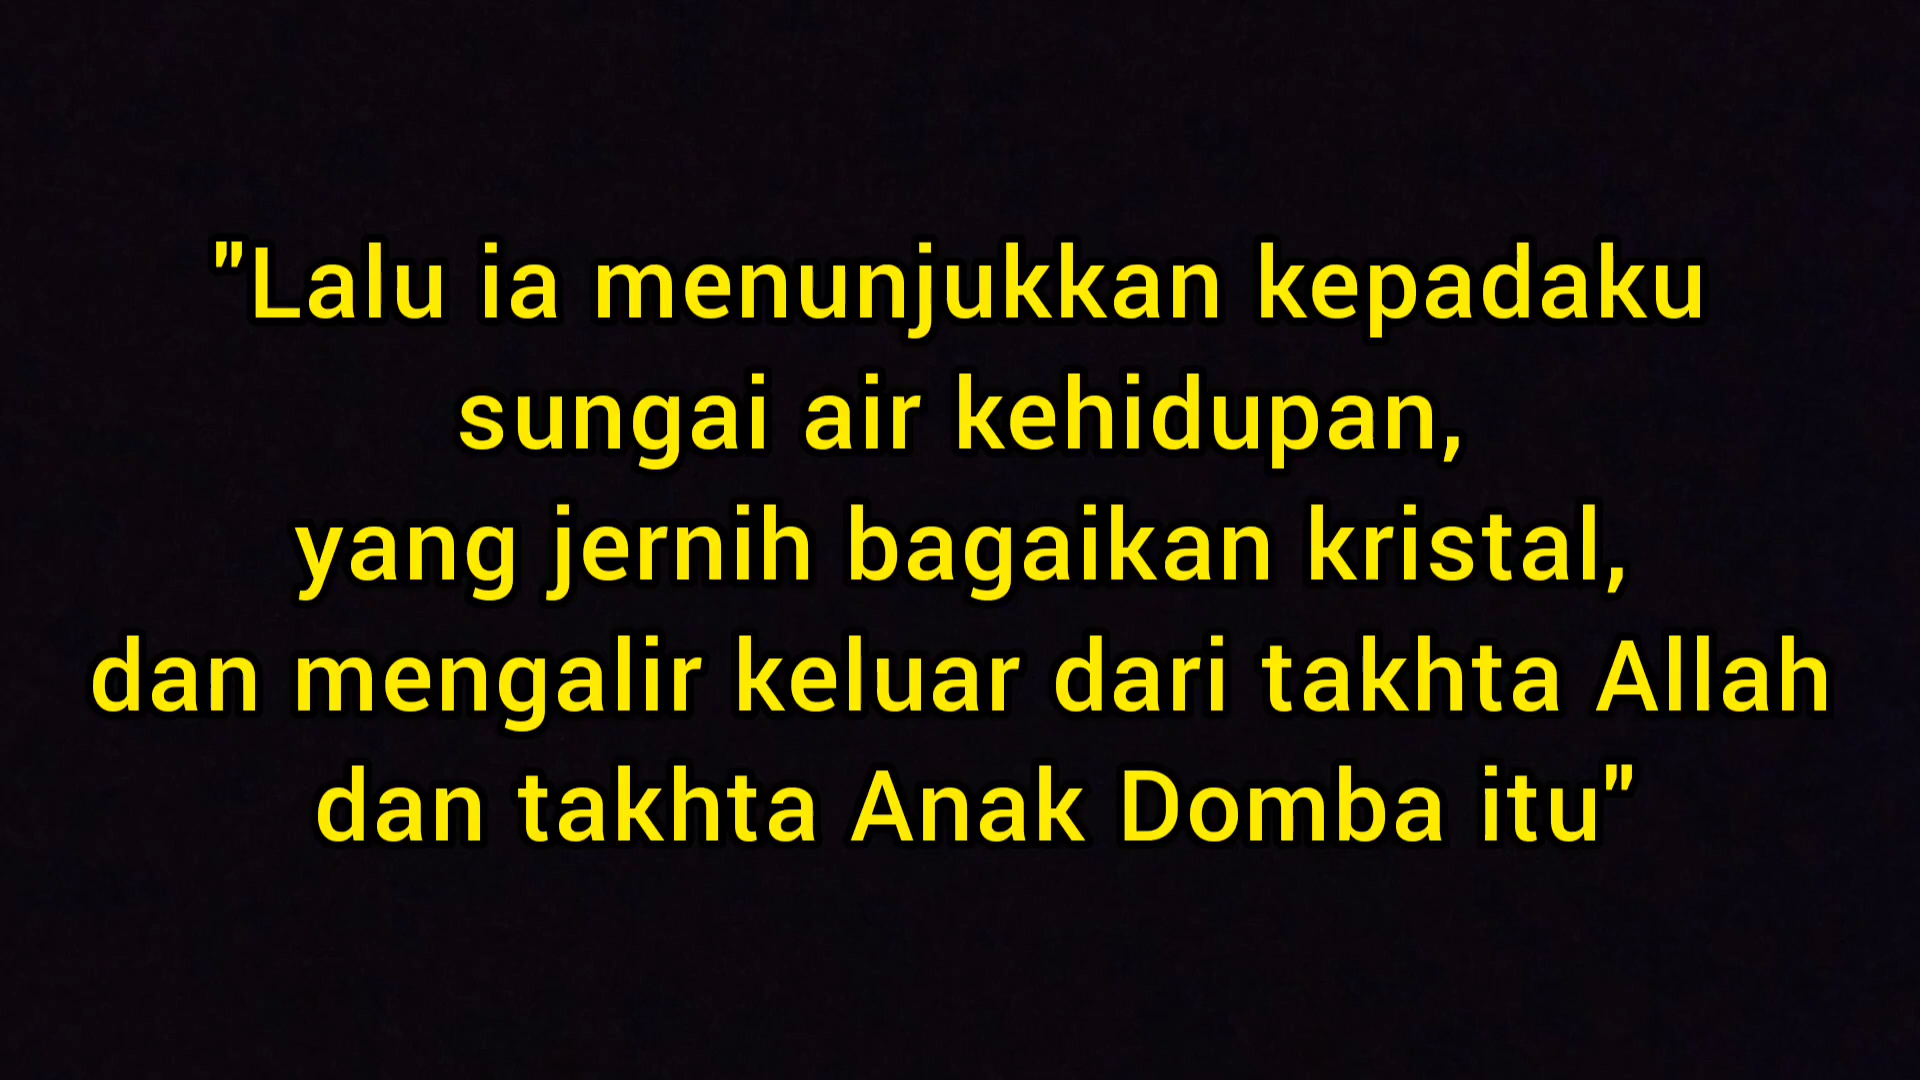 "Lalu ia menunjukkan kepadaku
sungai air kehidupan,
yang jernih bagaikan kristal,
dan mengalir keluar dari takhta Allah
dan takhta Anak Domba itu"